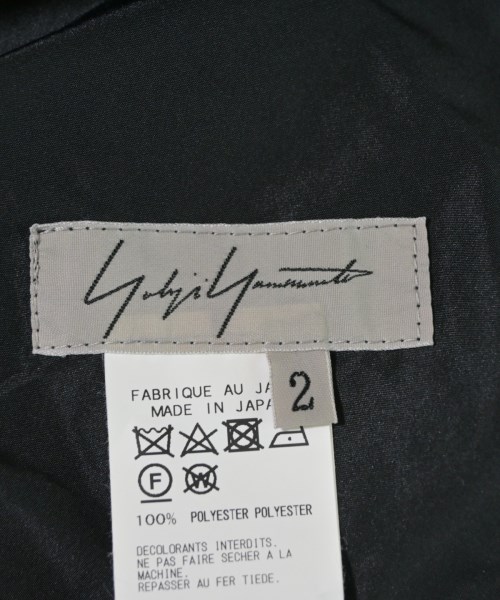 Yohji Yamamoto
2
FABRIQUE AU JA
MADE IN JAPA
F W
100% POLYESTER POLYESTER
DECOLORANTS INTERDITS.
NE PAS FAIRE SECHER A LA
MACHINE.
REPASSER AU FER TIEDE.